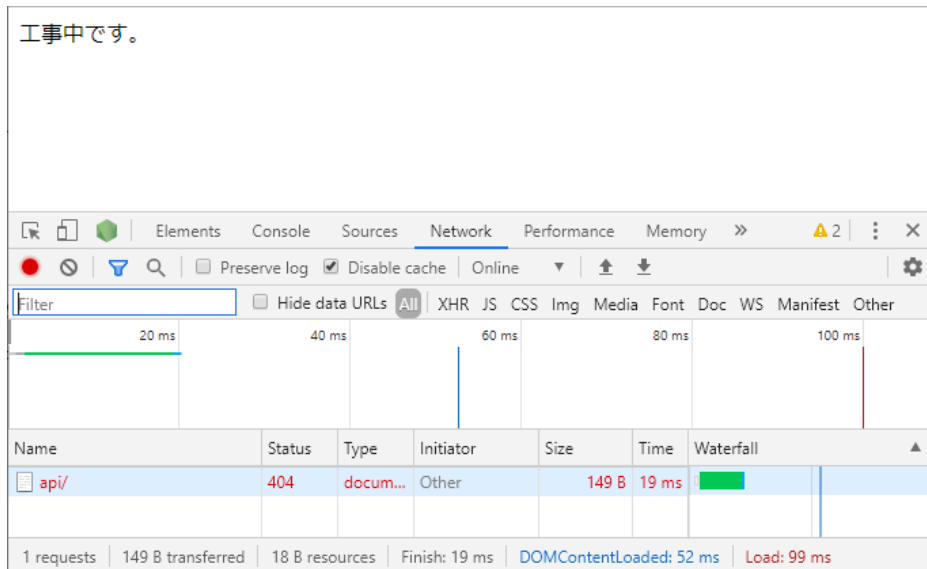 工事中です。
Elements Console Sources Network Performance Memory » 2
Preserve log Disable cache Online
Filter Hide data URLs All XHR JS CSS Img Media Font Doc WS Manifest Other
20 ms 40 ms 60 ms 80 ms 100 ms
Name Status Type Initiator Size Time Waterfall
api/ 404 docum... Other 149 B 19 ms
1 requests 149 B transferred 18 B resources Finish: 19 ms DOMContentLoaded: 52 ms Load: 99 ms